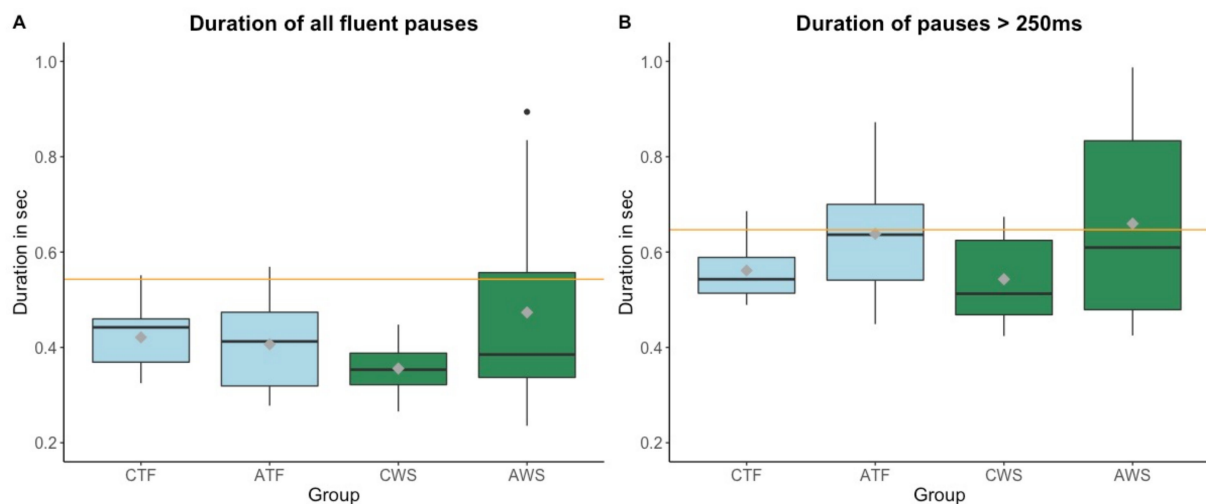 A
Duration of all fluent pauses
1.0
0.8
0.6
0.4
0.2
Duration in sec
CTF ATF CWS AWS
Group
B
Duration of pauses > 250ms
1.0
0.8
0.6
0.4
0.2
Duration in sec
CTF ATF CWS AWS
Group